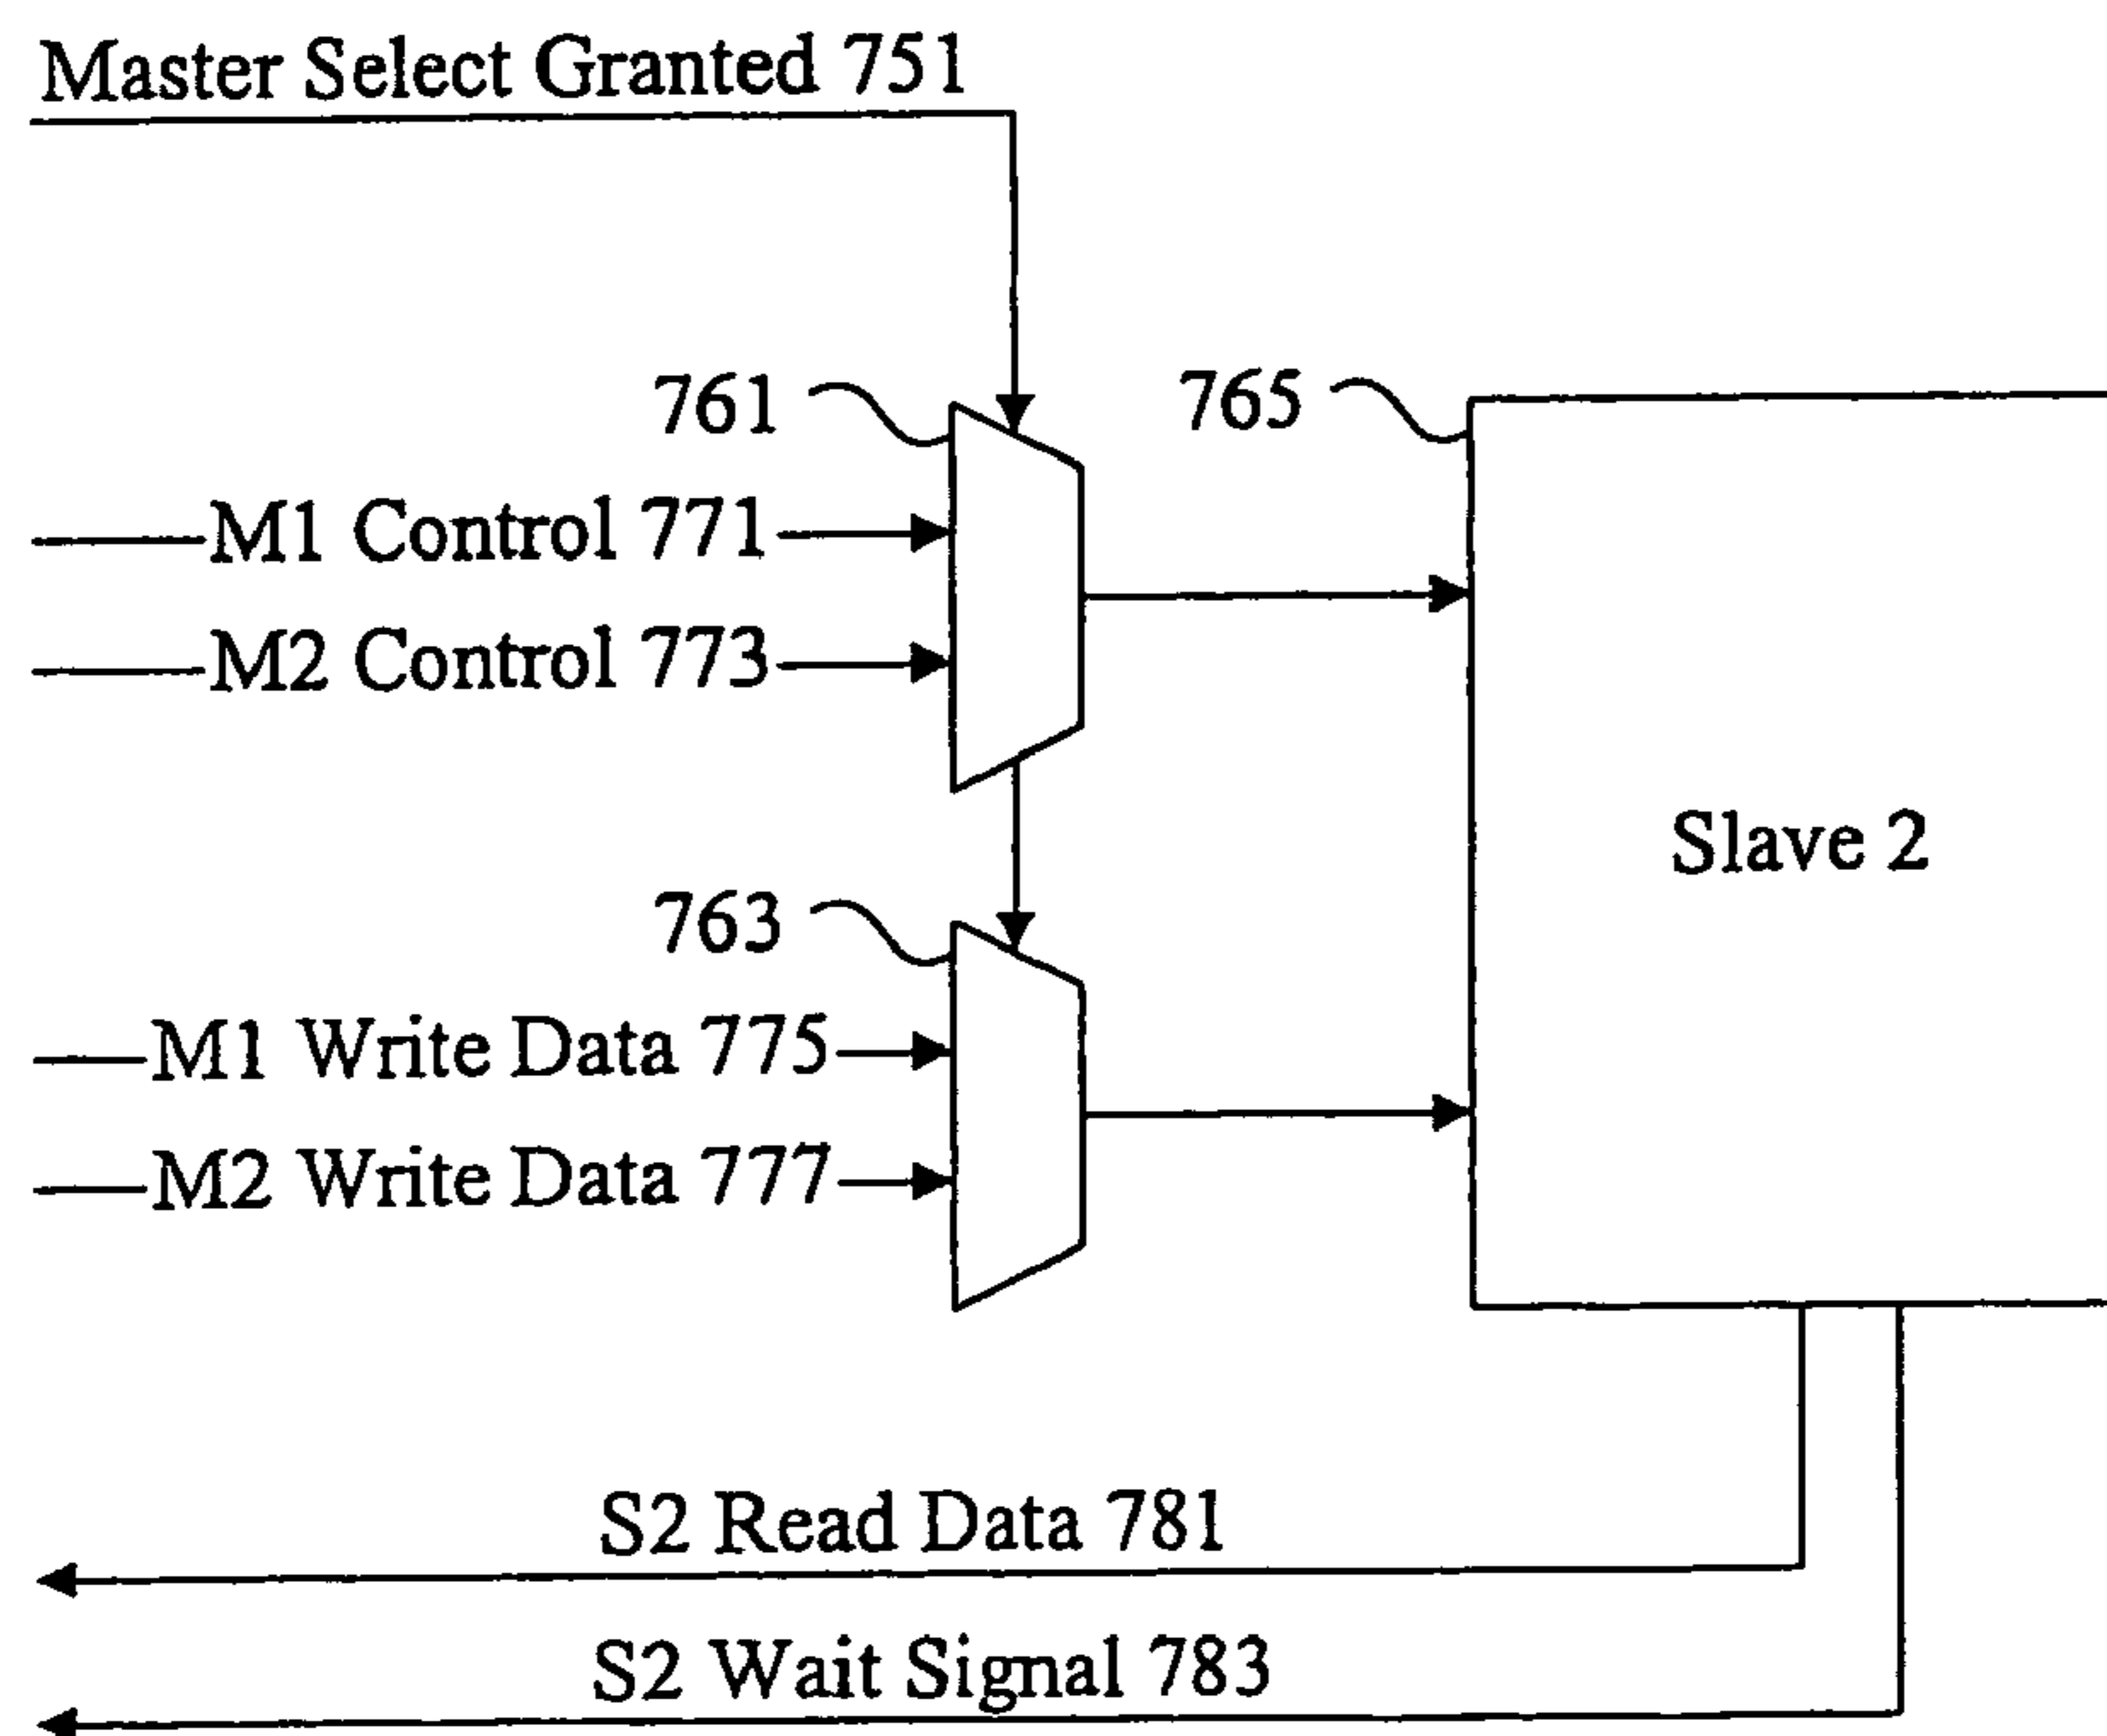 Master Select Granted 751
761
765
M1 Control 771
M2 Control 773
Slave 2
763
M1 Write Data 775
M2 Write Data 777
S2 Read Data 781
S2 Wait Signal 783